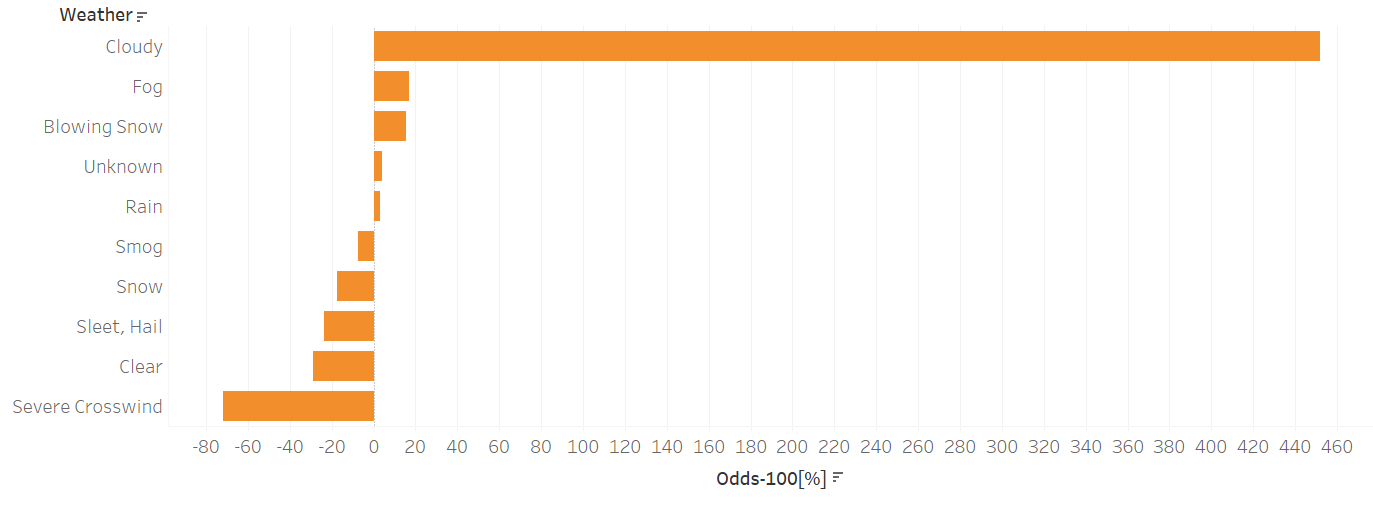 Weather
Cloudy
Fog
Blowing Snow
Unknown
Rain
Smog
Snow
Sleet, Hail
Clear
Severe Crosswind
-80 -60 -40 -20 0 20 40 60 80 100 120 140 160 180 200 220 240 260 280 300 320 340 360 380 400 420 440 460
Odds-100[%]